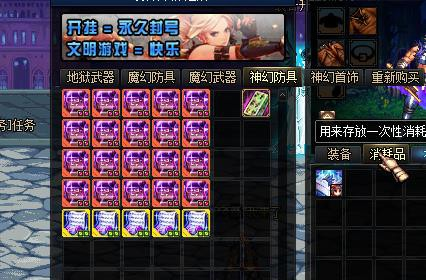 开挂 = 永久封号
文明游戏 = 快乐
地狱武器 魔幻防具 魔幻武器 神幻防具 神幻首饰 重新购买
任务
用来存放一次性消耗
装备 消耗品